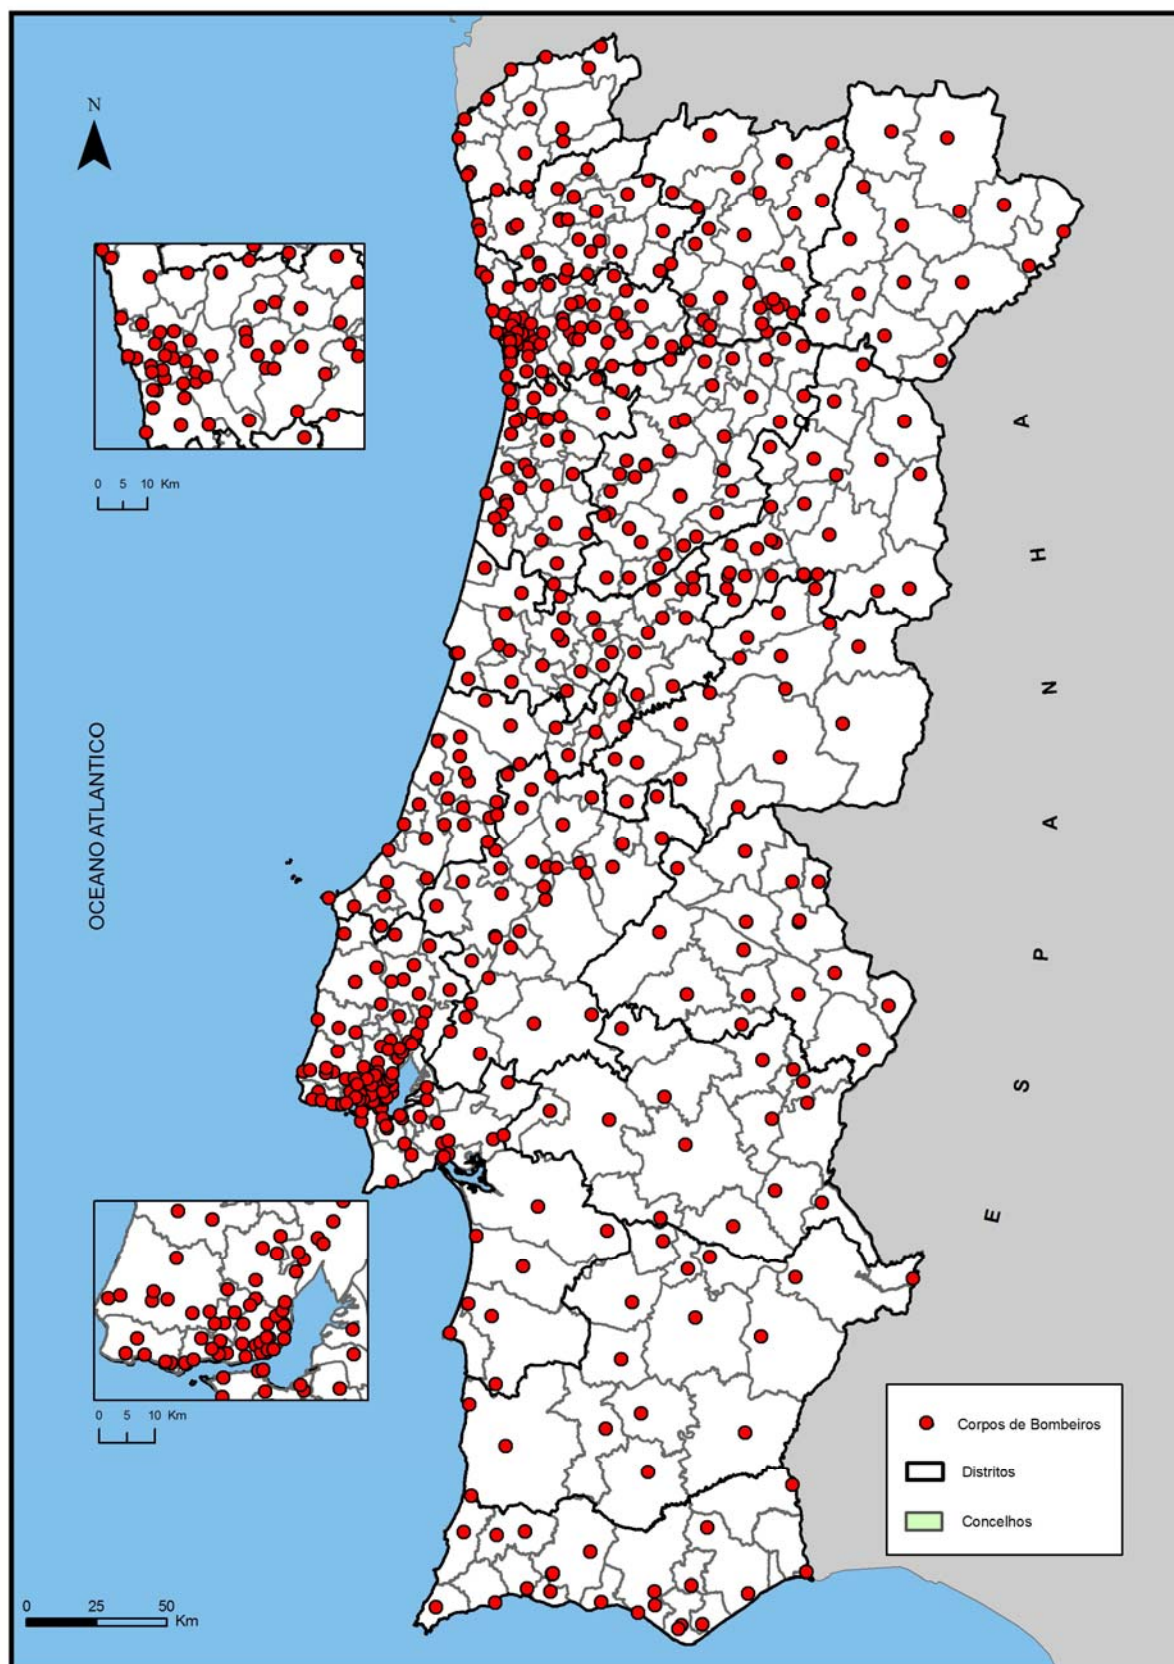 N
0 5 10 Km
OCEANO ATLANTICO
ESPANHA
0 5 10 Km
Corpos de Bombeiros
Distritos
Concelhos
0 25 50
Km